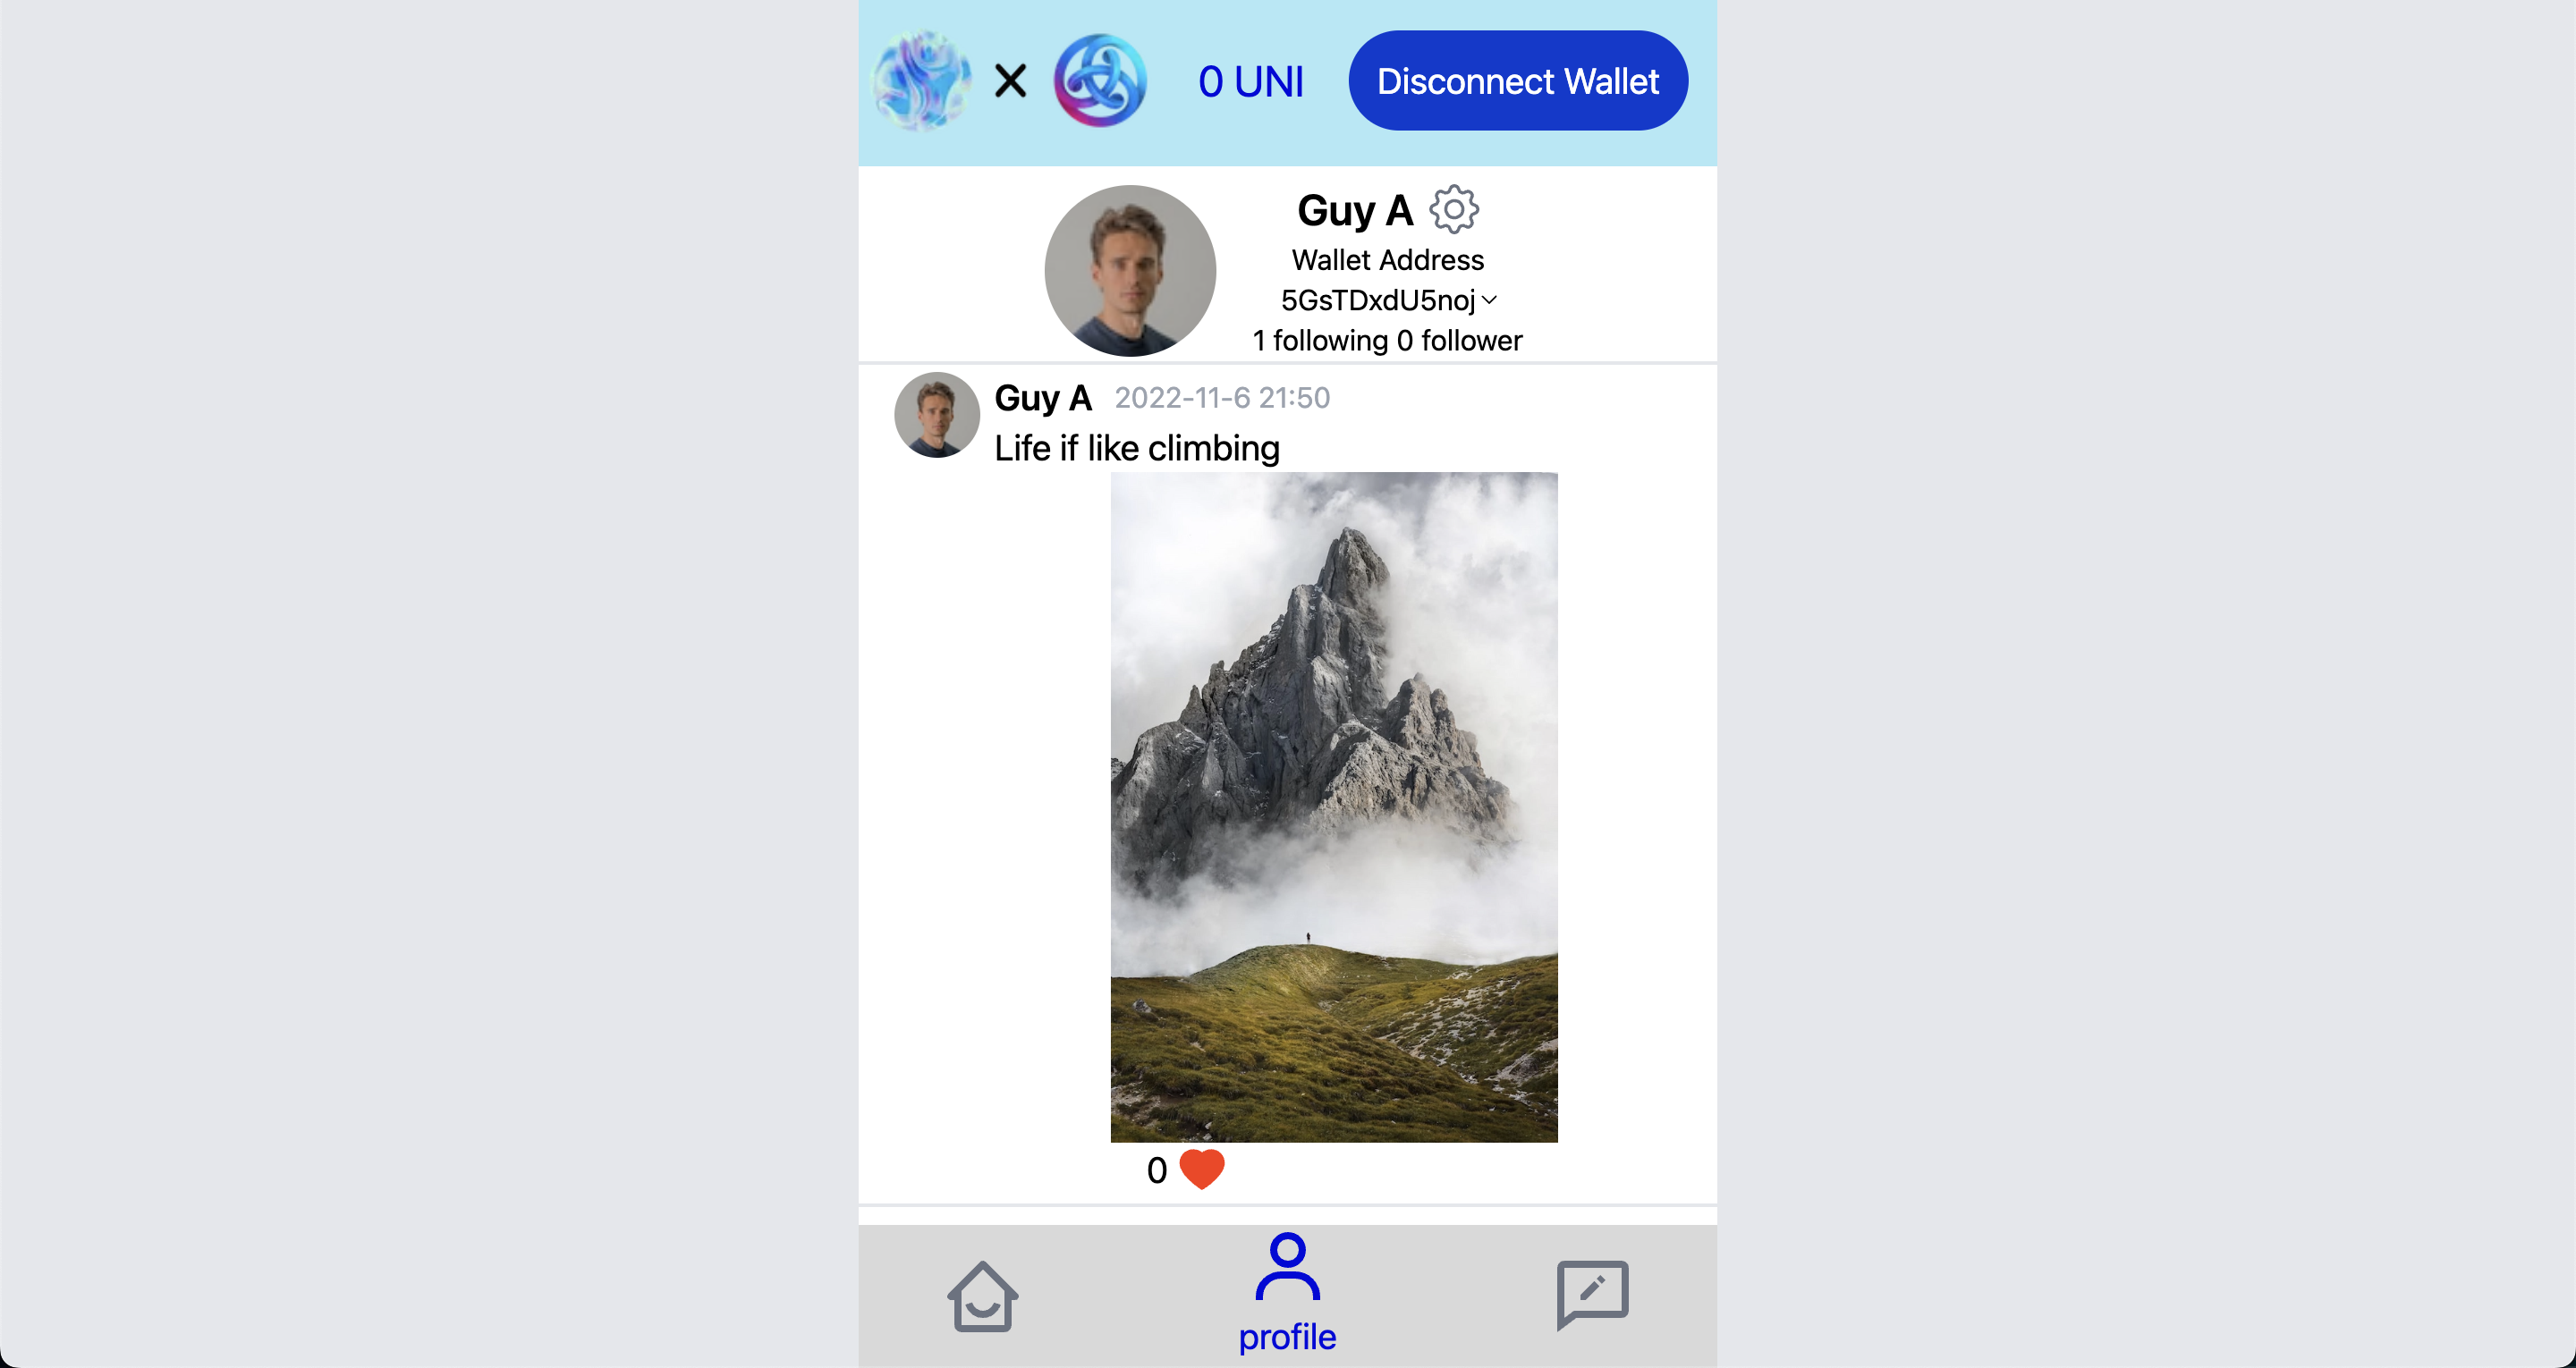 0 UNI
Disconnect Wallet
Guy A
Wallet Address
5GsTDxdU5noj
1 following 0 follower
Guy A 2022-11-6 21:50
Life if like climbing
0
profile